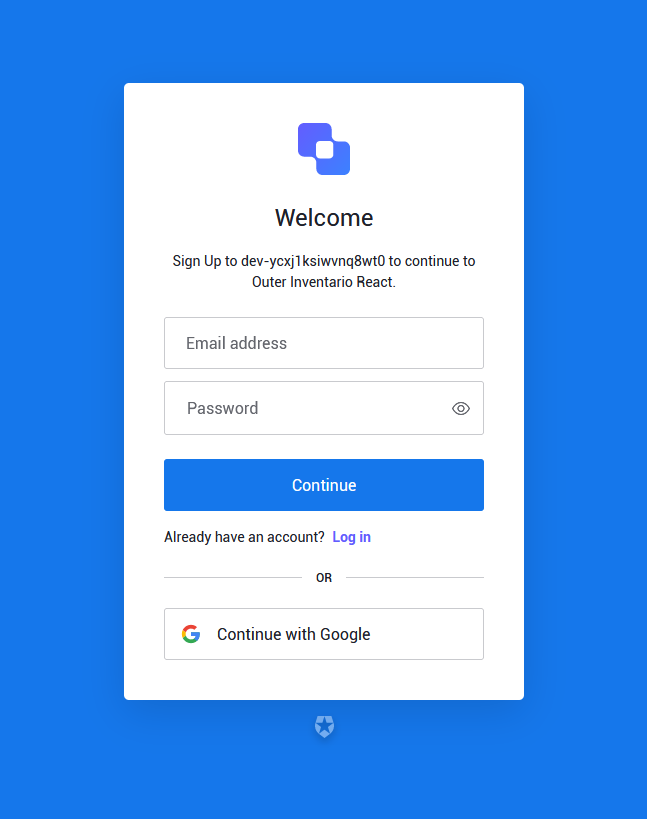 Welcome
Sign Up to dev-ycxj1ksiwvnq8wt0 to continue to
Outer Inventario React.
Email address
Password
Continue
Already have an account? Log in
OR
Continue with Google